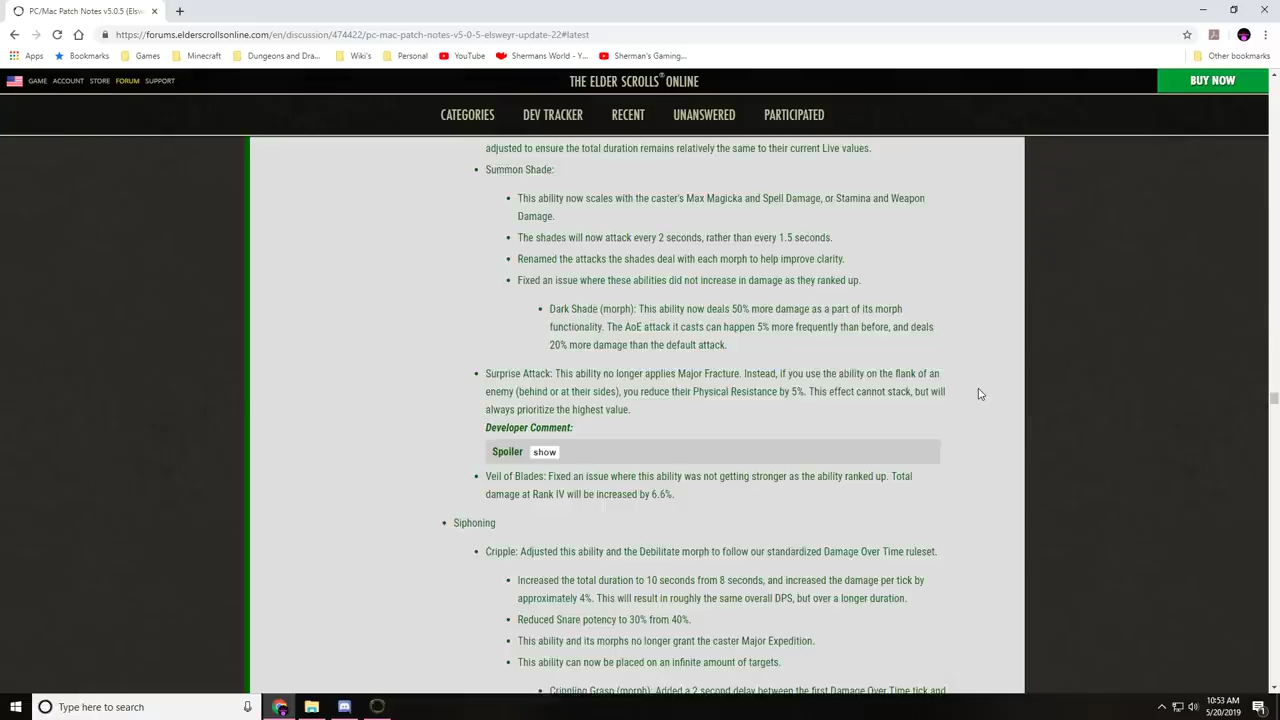 PC/Mac Patch Notes v5.0.5 (Elsw
https://forums.elderscrollsonline.com/en/discussion/474422/pc-mac-patch-notes-v5-0-5-elsweyr-update-22#latest
Apps Bookmarks Games Minecraft Dungeons and Dra... Wiki's Personal YouTube Shermans World - Y... Sherman's Gaming... Other bookmarks
GAME ACCOUNT STORE FORUM SUPPORT THE ELDER SCROLLS® ONLINE BUY NOW
CATEGORIES DEV TRACKER RECENT UNANSWERED PARTICIPATED
adjusted to ensure the total duration remains relatively the same to their current Live values.
Summon Shade:
This ability now scales with the caster's Max Magicka and Spell Damage, or Stamina and Weapon
Damage.
The shades will now attack every 2 seconds, rather than every 1.5 seconds.
Renamed the attacks the shades deal with each morph to help improve clarity.
Fixed an issue where these abilities did not increase in damage as they ranked up.
Dark Shade (morph): This ability now deals 50% more damage as a part of its morph
functionality. The AoE attack it casts can happen 5% more frequently than before, and deals
20% more damage than the default attack.
Surprise Attack: This ability no longer applies Major Fracture. Instead, if you use the ability on the flank of an
enemy (behind or at their sides), you reduce their Physical Resistance by 5%. This effect cannot stack, but will
always prioritize the highest value.
Developer Comment:
Spoiler show
Veil of Blades: Fixed an issue where this ability was not getting stronger as the ability ranked up. Total
damage at Rank IV will be increased by 6.6%.
Siphoning
Cripple: Adjusted this ability and the Debilitate morph to follow our standardized Damage Over Time ruleset.
Increased the total duration to 10 seconds from 8 seconds, and increased the damage per tick by
approximately 4%. This will result in roughly the same overall DPS, but over a longer duration.
Reduced Snare potency to 30% from 40%.
This ability and its morphs no longer grant the caster Major Expedition.
This ability can now be placed on an infinite amount of targets.
Crippling Grasp (morph): Added a 2 second delay between the first Damage Over Time tick and
Type here to search
10:53 AM
5/20/2019